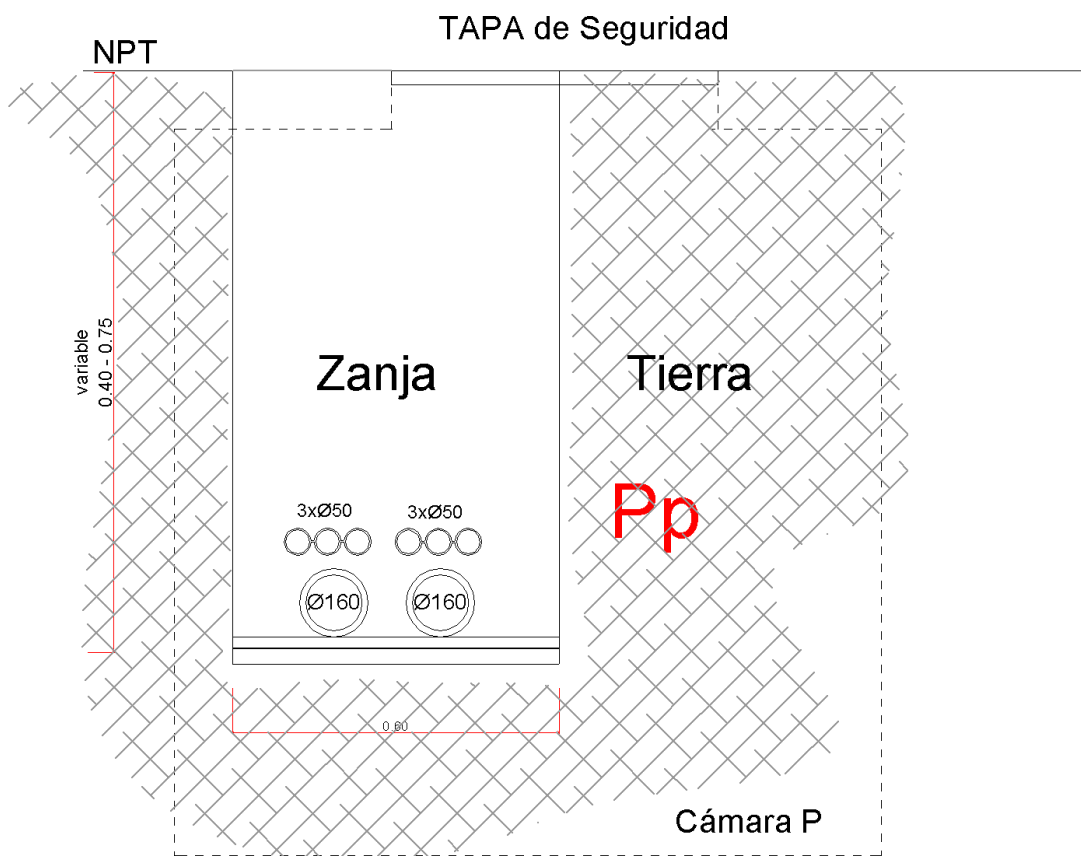 TAPA de Seguridad
NPT
variable
0.40 - 0.75
Zanja
Tierra
Pp
3xØ50
3xØ50
Ø160
Ø160
0.60
Cámara P